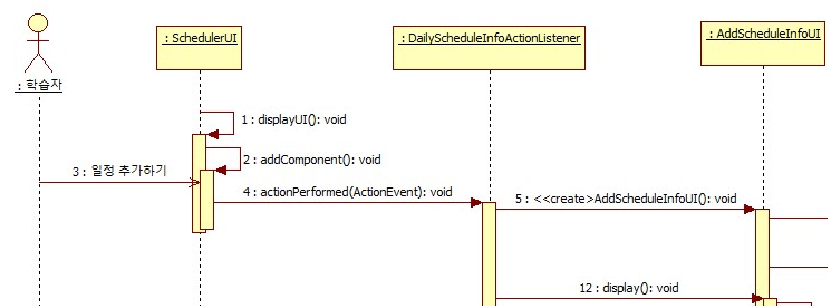 : SchedulerUI
: DailyScheduleInfoActionListener
: AddScheduleInfoUI
: 학습자
1 : displayUI(): void
2 : addComponent(): void
3 : 일정 추가하기
4 : actionPerformed(ActionEvent): void
5 : <<create>AddScheduleInfoUI(): void
12 : display(): void